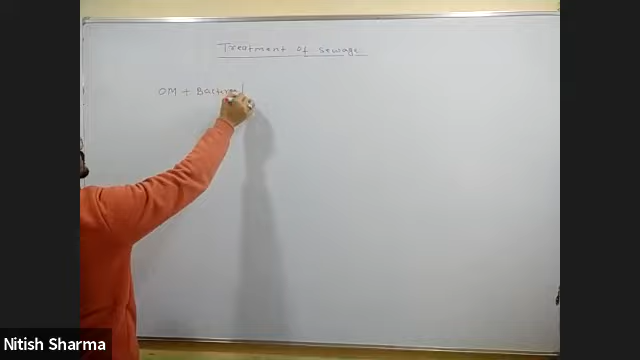 Treatment of sewage
OM + Bacteria
Nitish Sharma